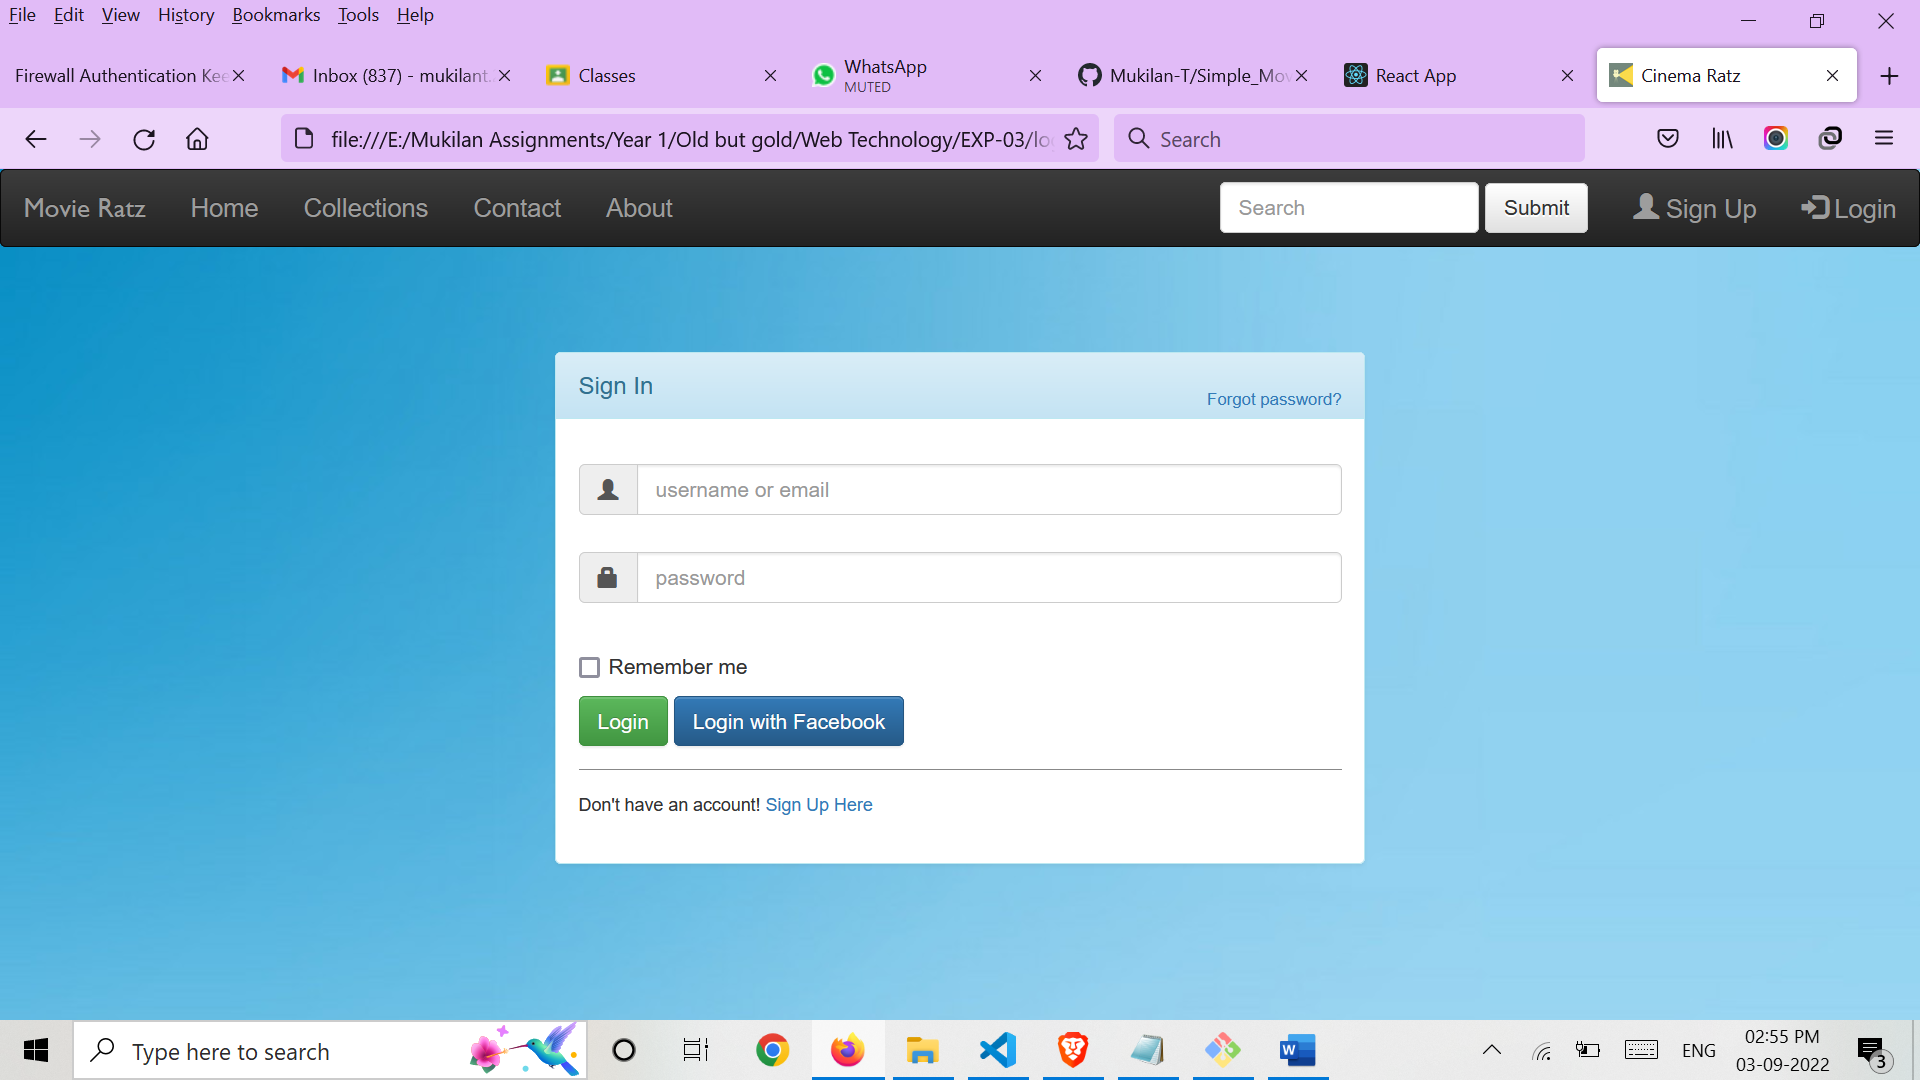 File Edit View History Bookmarks Tools Help
Firewall Authentication Kee
Inbox (837) - mukilant.
Classes
WhatsApp
MUTED
Mukilan-T/Simple_Mov
React App
Cinema Ratz
file:///E:/Mukilan Assignments/Year 1/Old but gold/Web Technology/EXP-03/lo
Search
Movie Ratz Home Collections Contact About Search Submit Sign Up Login
Sign In
Forgot password?
username or email
password
Remember me
Login Login with Facebook
Don't have an account! Sign Up Here
Type here to search
W
ENG
02:55 PM
03-09-2022
3